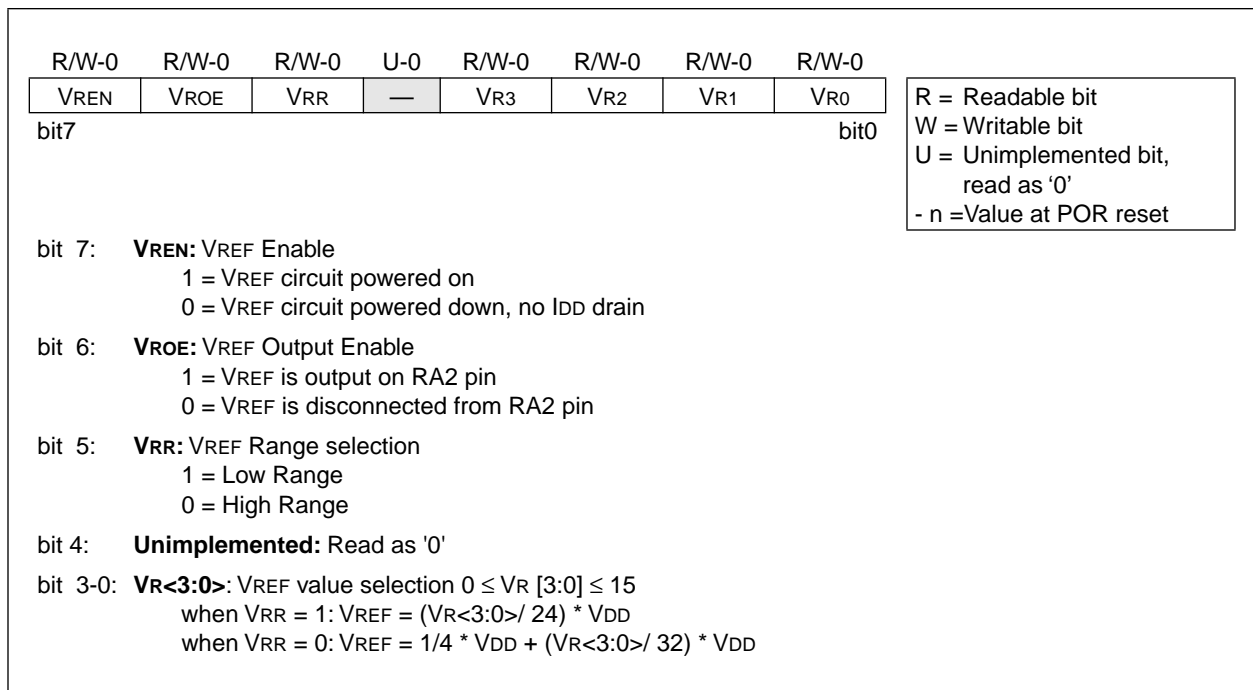 R/W-0 R/W-0 R/W-0 U-0 R/W-0 R/W-0 R/W-0 R/W-0
VREN VROE VRR — VR3 VR2 VR1 VR0
bit7 bit0
R = Readable bit
W = Writable bit
U = Unimplemented bit,
read as ‘0’
- n =Value at POR reset
bit 7: VREN: VREF Enable
1 = VREF circuit powered on
0 = VREF circuit powered down, no IDD drain
bit 6: VROE: VREF Output Enable
1 = VREF is output on RA2 pin
0 = VREF is disconnected from RA2 pin
bit 5: VRR: VREF Range selection
1 = Low Range
0 = High Range
bit 4: Unimplemented: Read as '0'
bit 3-0: VR<3:0>: VREF value selection 0 ≤ VR [3:0] ≤ 15
when VRR = 1: VREF = (VR<3:0>/ 24) * VDD
when VRR = 0: VREF = 1/4 * VDD + (VR<3:0>/ 32) * VDD